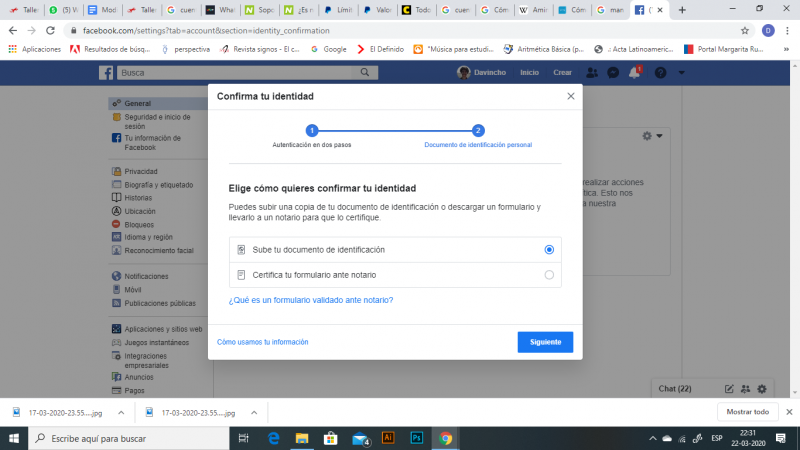 Talle
(5) V
Mod
Talle
cuen
What
Sopo
¿Es n
Límit
Valor
Todo
cuen
Cóm
Amin
Cóm
man
facebook.com/settings?tab=account&section=identity_confirmation
D
Aplicaciones
Resultados de búsq...
perspectiva
Revista signos - El c...
Google
El Definido
"Música para estudi...
Aritmética Básica (p...
.: Acta Latinoameric...
Portal Margarita Ru...
Busca
Davincho
Inicio
Crear
1
General
Seguridad e inicio de
sesión
Tu información de
Facebook
Privacidad
Biografía y etiquetado
Historias
Ubicación
Bloqueos
Idioma y región
Reconocimiento facial
Notificaciones
Móvil
Publicaciones públicas
Aplicaciones y sitios web
Juegos instantáneos
Integraciones
empresariales
Anuncios
Pagos
Confirma tu identidad
1
2
Autenticación en dos pasos
Documento de identificación personal
Elige cómo quieres confirmar tu identidad
Puedes subir una copia de tu documento de identificación o descargar un formulario y
llevarlo a un notario para que lo certifique.
Sube tu documento de identificación
Certifica tu formulario ante notario
¿Qué es un formulario validado ante notario?
Cómo usamos tu información
Siguiente
realizar acciones
tica. Esto nos
nuestra
Chat (22)
17-03-2020-23.55....jpg
17-03-2020-23.55....jpg
Mostrar todo
Escribe aquí para buscar
4
Ai
Ps
ESP
22:31
22-03-2020